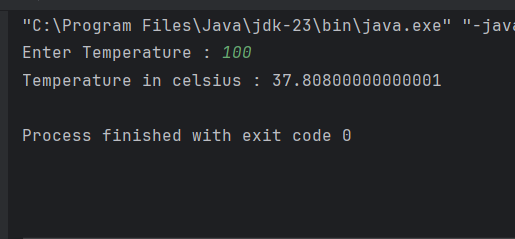 "C:\Program Files\Java\jdk-23\bin\java.exe" "-java
Enter Temperature : 100
Temperature in celsius : 37.80800000000001
Process finished with exit code 0